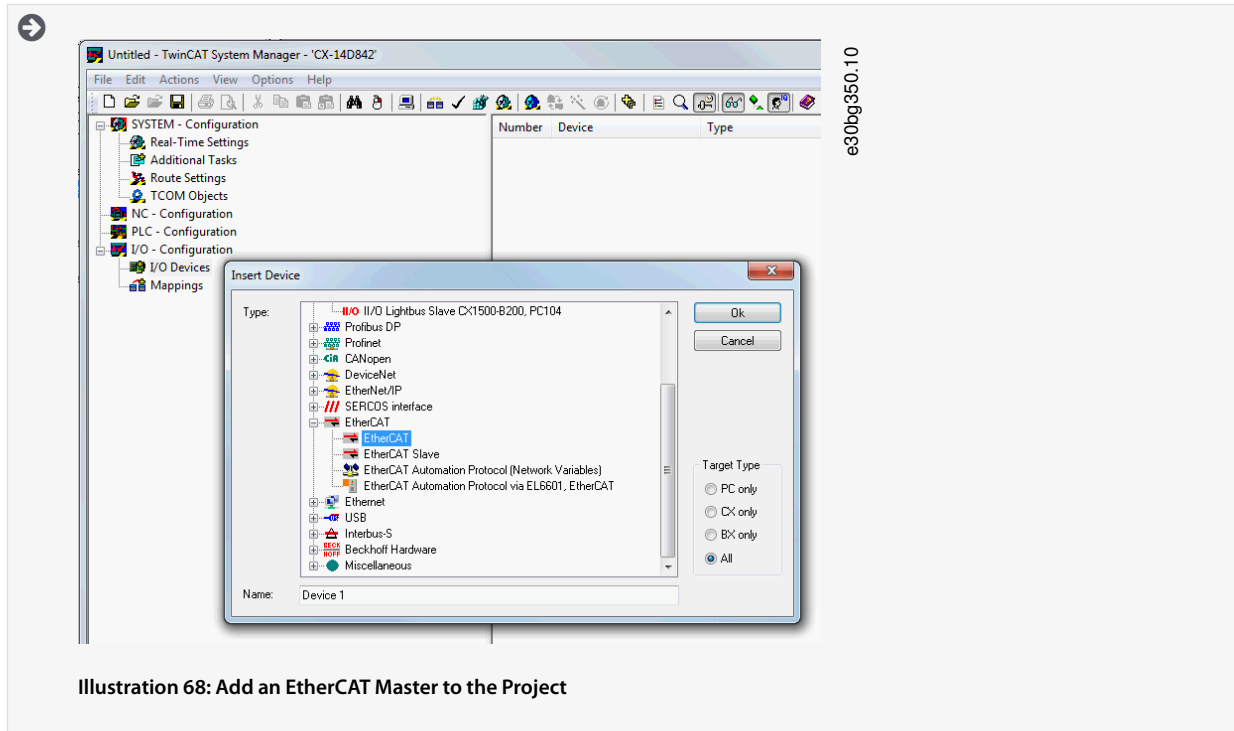 Untitled - TwinCAT System Manager - 'CX-14D842'
File Edit Actions View Options Help
SYSTEM - Configuration
Real-Time Settings
Additional Tasks
Route Settings
TCOM Objects
NC - Configuration
PLC - Configuration
I/O - Configuration
I/O Devices
Mappings
Number Device Type
Insert Device
Type:
II/O II/O Lightbus Slave CX1500-B200, PC104
Profibus DP
Profinet
CiA CANopen
DeviceNet
EtherNet/IP
SERCOS interface
EtherCAT
EtherCAT
EtherCAT Slave
EtherCAT Automation Protocol (Network Variables)
EtherCAT Automation Protocol via EL6601, EtherCAT
Ethernet
USB
Interbus-S
BECK HOFF Beckhoff Hardware
Miscellaneous
Ok
Cancel
Target Type
PC only
CX only
BX only
All
Name: Device 1
e30bg350.10
Illustration 68: Add an EtherCAT Master to the Project